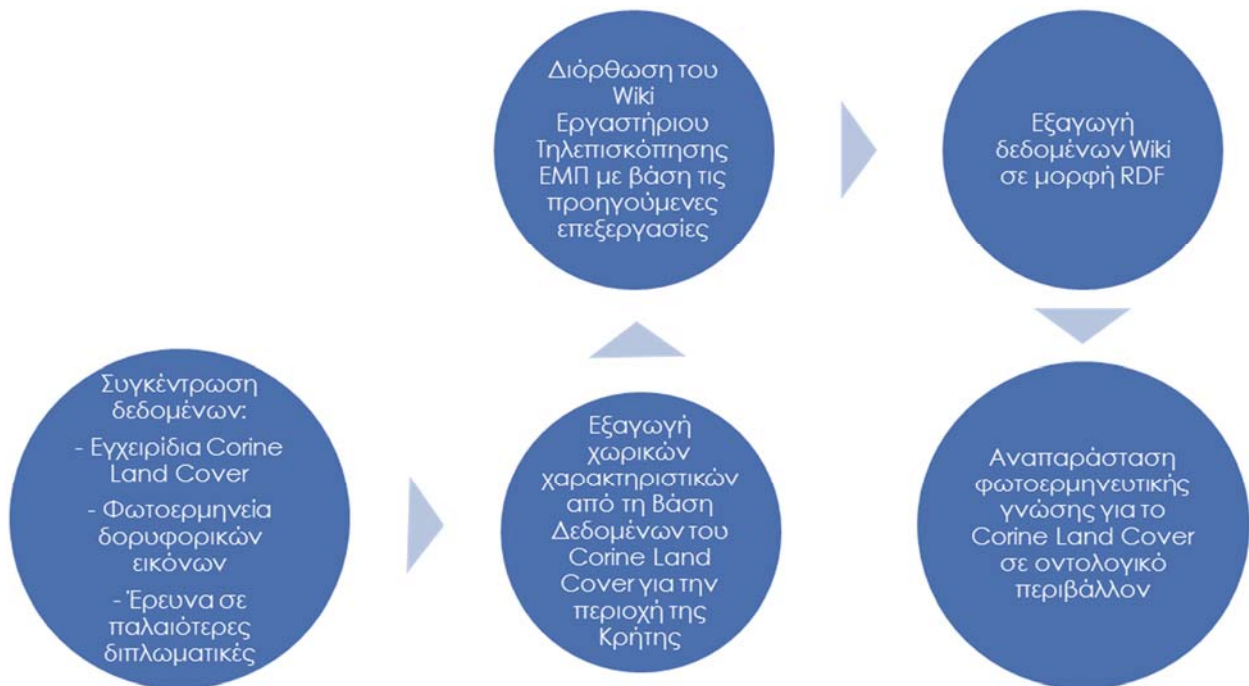 Συγκέντρωση
δεδομένων:
- Εγχειρίδια Corine
Land Cover
- Φωτοερμηνεία
δορυφορικών
εικόνων
- Έρευνα σε
παλαιότερες
διπλωματικές
Εξαγωγή
χωρικών
χαρακτηριστικών
από τη Βάση
Δεδομένων του
Corine Land
Cover για την
περιοχή της
Κρήτης
Διόρθωση του
Wiki
Εργαστήριου
Τηλεπισκόπησης
ΕΜΠ με βάση τις
προηγούμενες
επεξεργασίες
Εξαγωγή
δεδομένων Wiki
σε μορφή RDF
Αναπαράσταση
φωτοερμηνευτικής
γνώσης για το
Corine Land Cover
σε οντολογικό
περιβάλλον